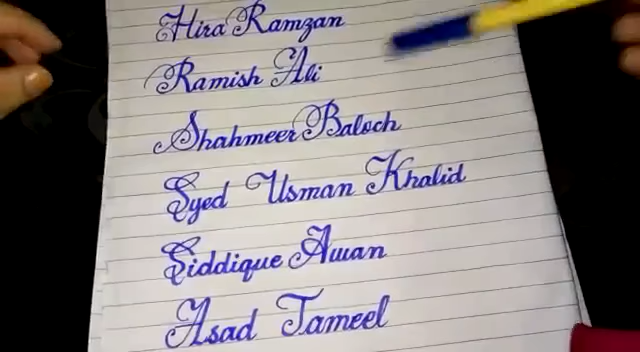 Hira Ramzan
Ramish Ali
Shahmeer Baloch
Syed Usman Khalid
Siddique Awan
Asad Jameel